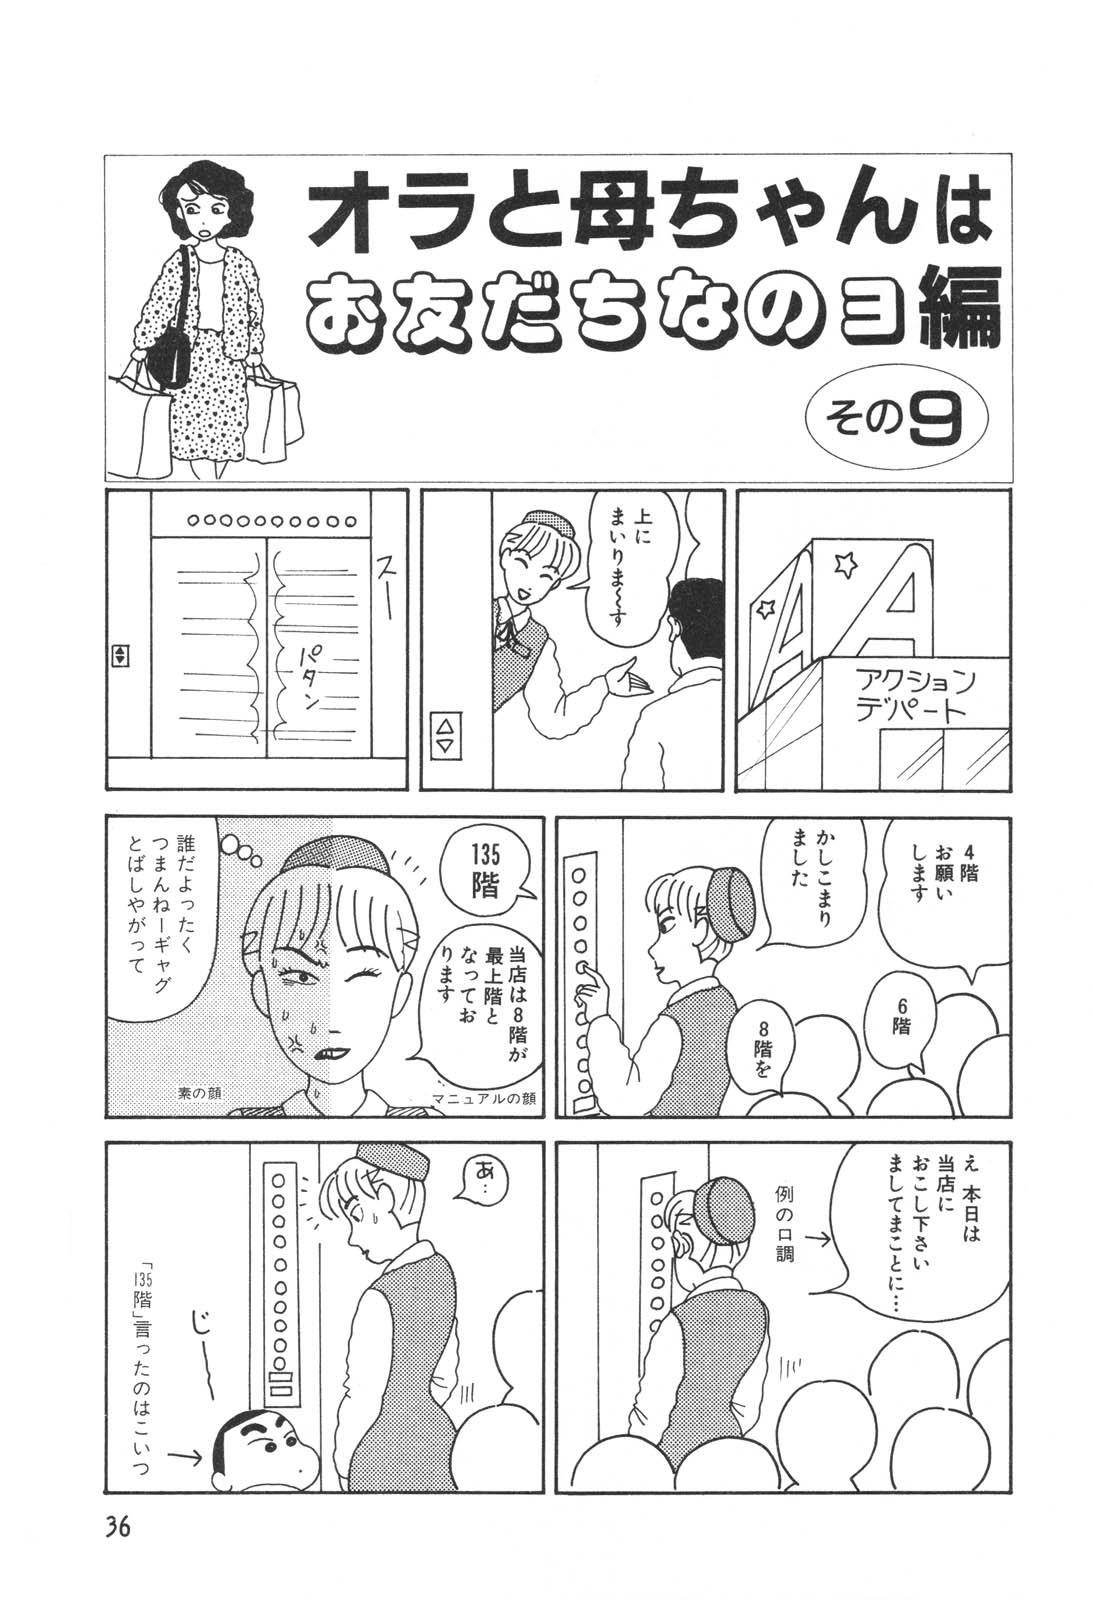 オラと母ちゃんは
お友だちなのヨ編
その9
アクション
デパート
上に
まいりま〜す
スー
パタン
4階
お願い
します
6階
8階を
かしこまり
ました
135
階
当店は8階が
最上階と
なってお
ります
マニュアルの顔
誰だよったく
つまんねーギャグ
とばしやがって
素の顔
え 本日は
当店に
おこし下さい
ましてまことに…
例の口調
あ…
じーー
「135階」言ったのはこいつ
36